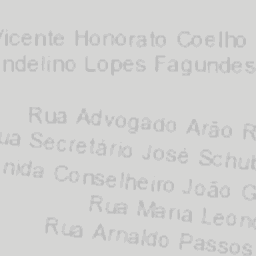 Vicente Honorato Coelho
ndelino Lopes Fagundes
Rua Advogado Arão R
ua Secretário José Schub
nida Conselheiro João G
Rua Maria Leono
Rua Arnaldo Passos